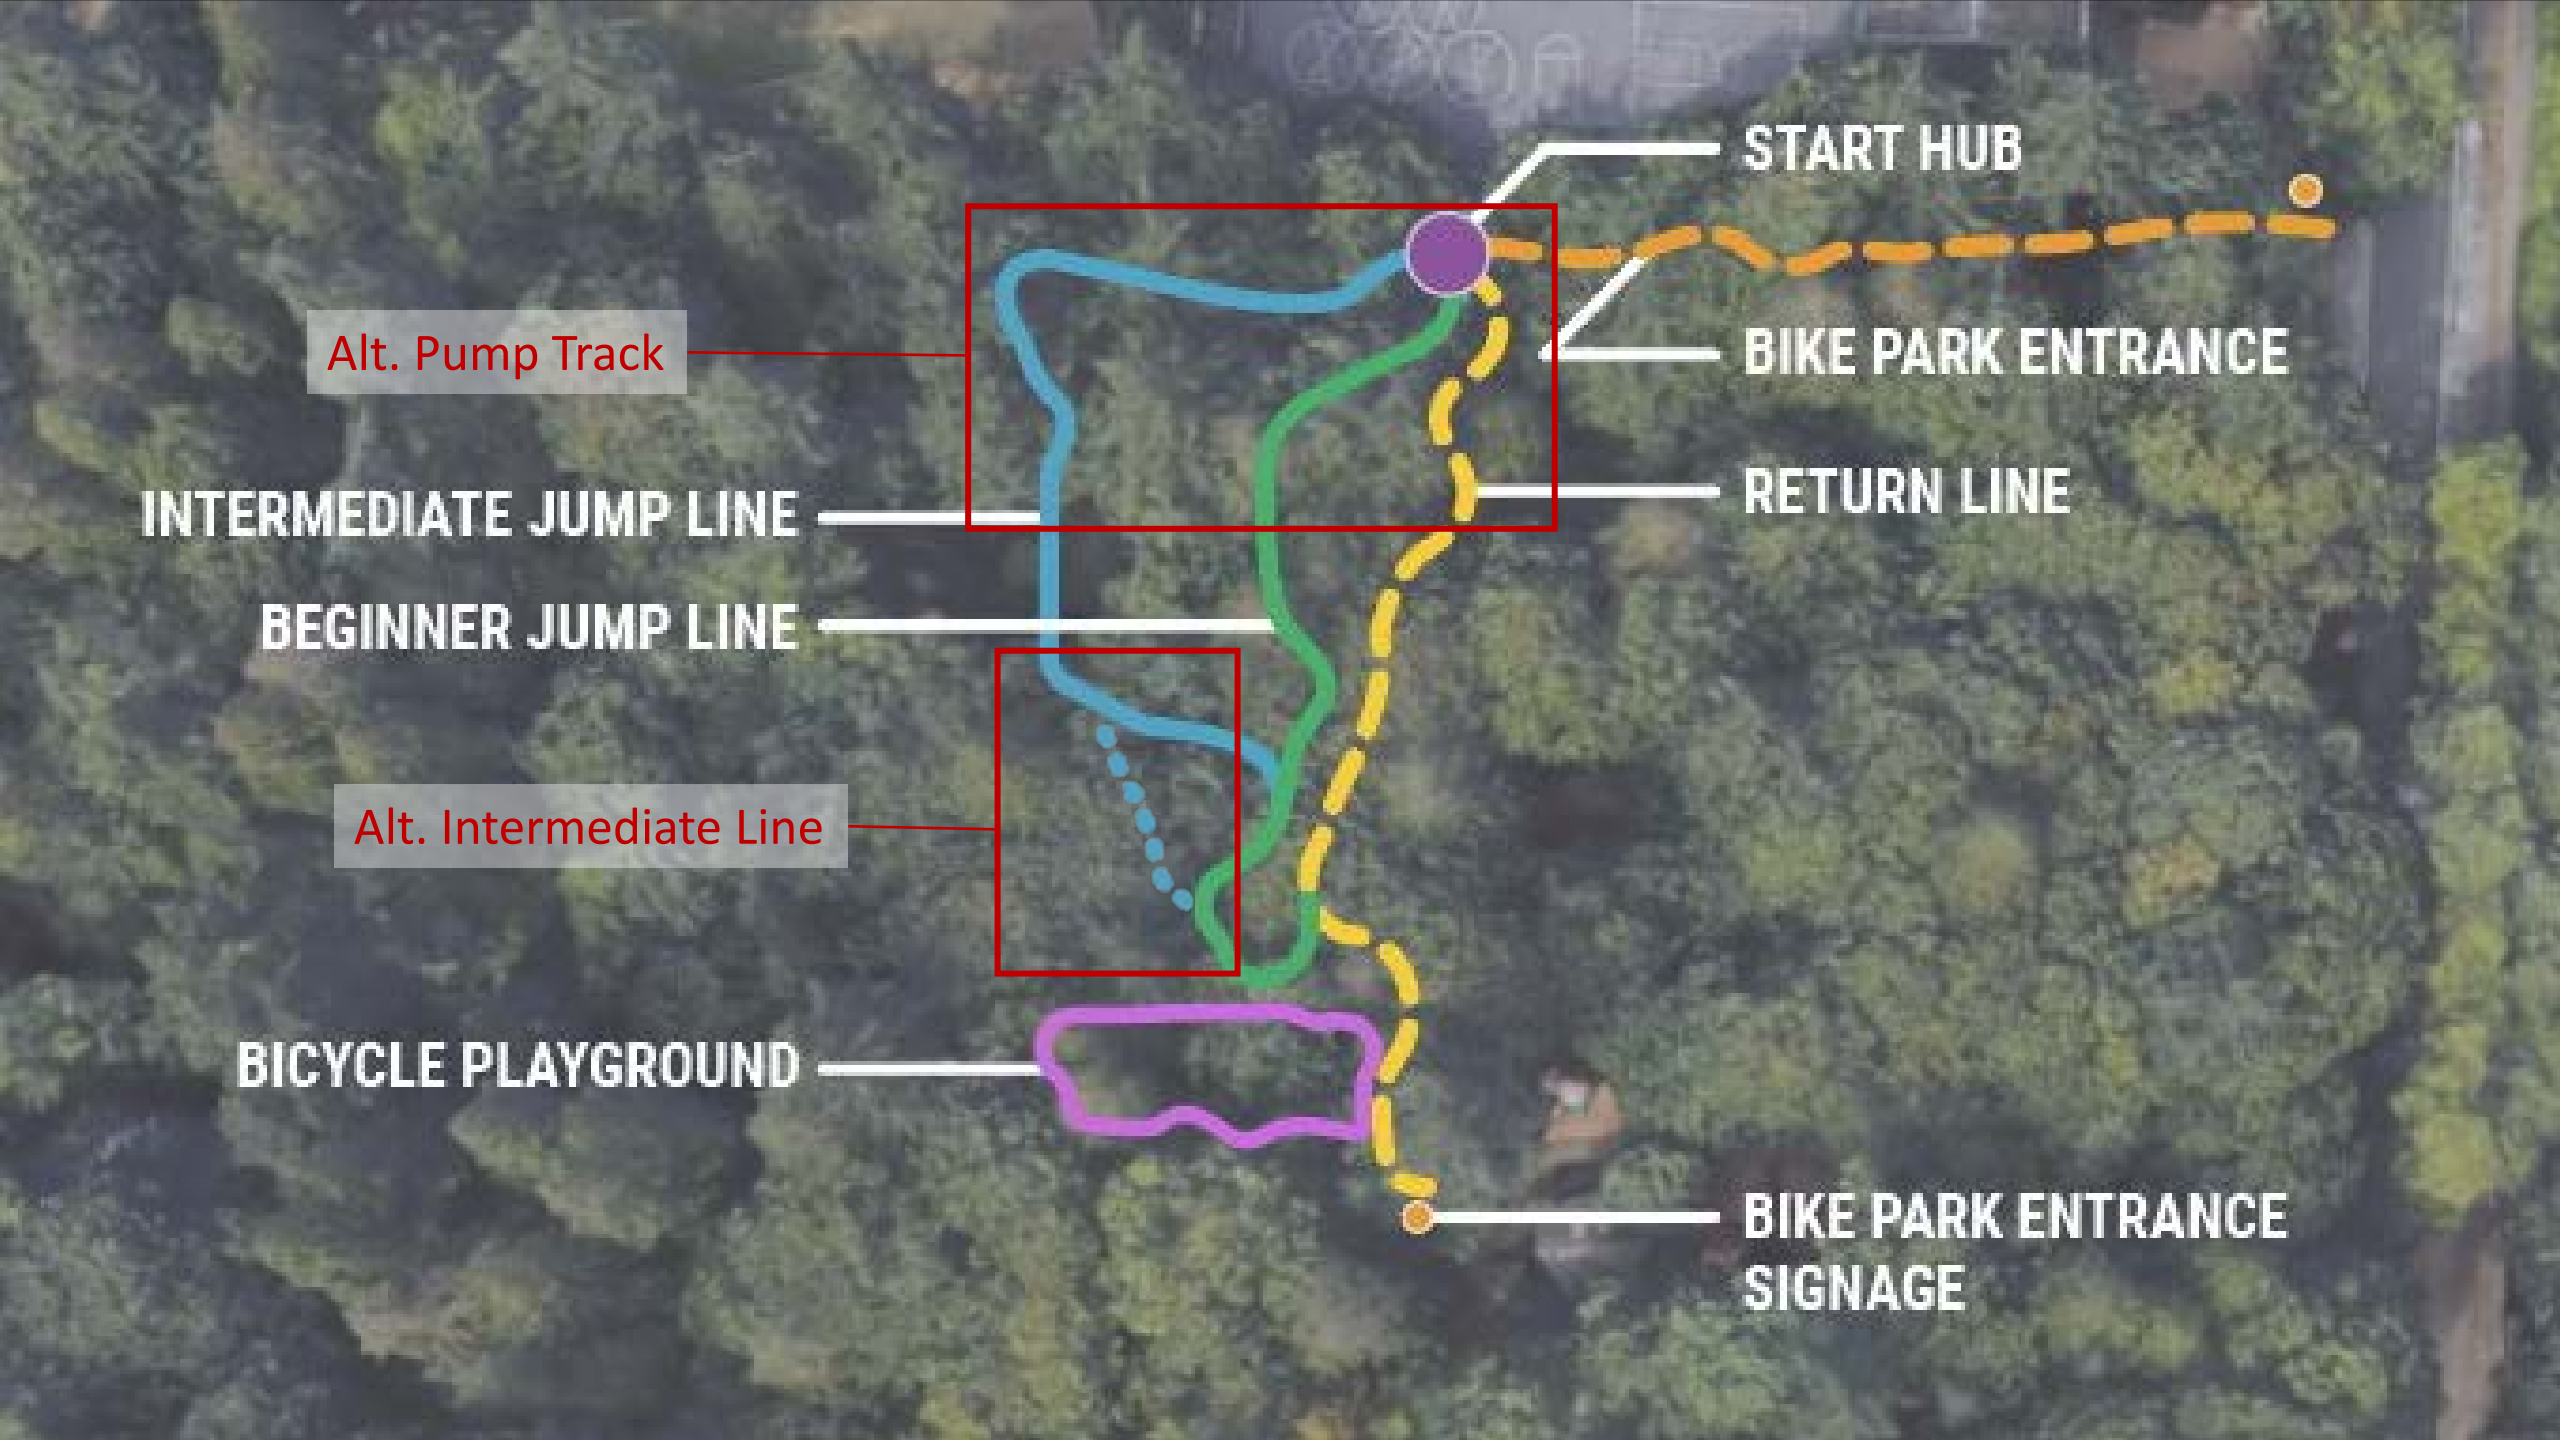 START HUB
Alt. Pump Track
BIKE PARK ENTRANCE
INTERMEDIATE JUMP LINE
RETURN LINE
BEGINNER JUMP LINE
Alt. Intermediate Line
BICYCLE PLAYGROUND
BIKE PARK ENTRANCE
SIGNAGE